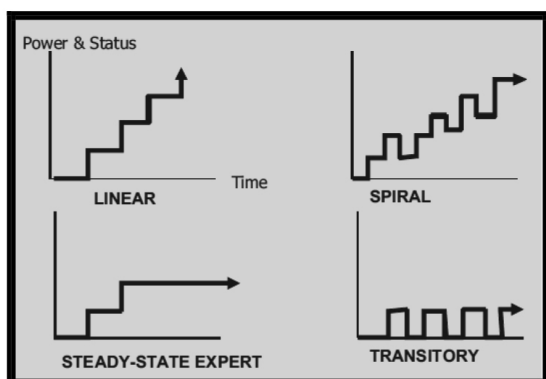 Power & Status
Time
LINEAR
SPIRAL
STEADY-STATE EXPERT
TRANSITORY